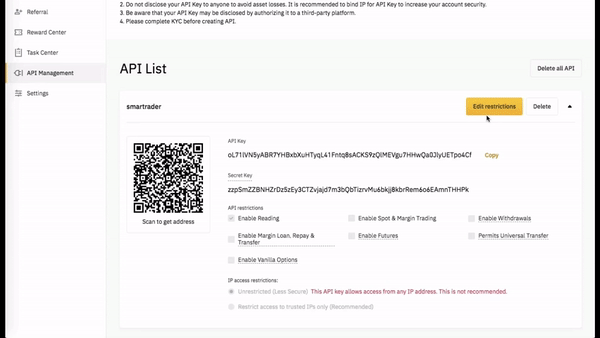 2. Do not disclose your API Key to anyone to avoid asset losses. It is recommended to bind IP for API Key to increase your account security.
3. Be aware that your API Key may be disclosed by authorizing it to a third-party platform.
4. Please complete KYC before creating API.
Referral
Reward Center
Task Center
API Management
Settings
API List
Delete all API
smartrader
Edit restrictions
Delete
API Key
Copy
Secret Key
Scan to get address
API restrictions
Enable Reading
Enable Spot & Margin Trading
Enable Withdrawals
Enable Margin Loan, Repay & Transfer
Enable Futures
Permits Universal Transfer
Enable Vanilla Options
IP access restrictions:
Unrestricted (Less Secure) This API key allows access from any IP address. This is not recommended.
Restrict access to trusted IPs only (Recommended)